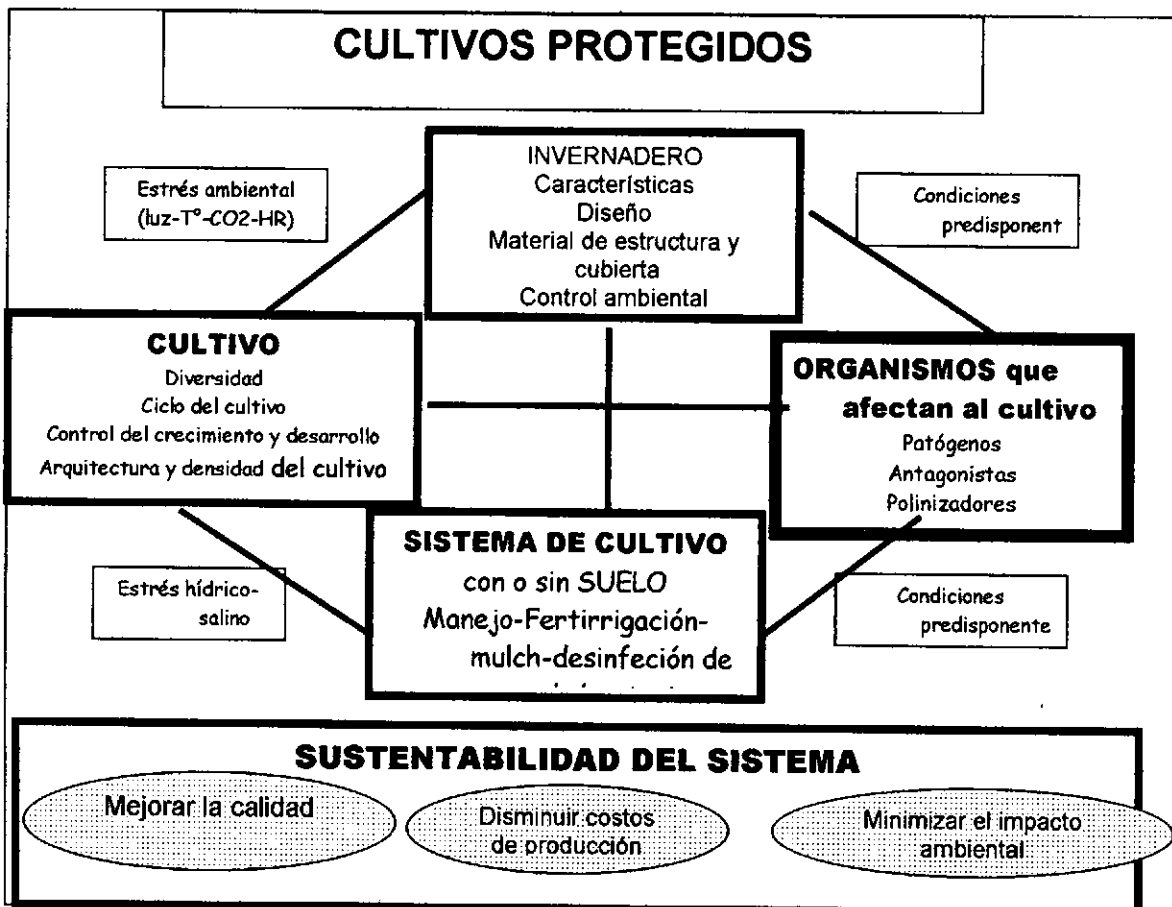 CULTIVOS PROTEGIDOS
INVERNADERO
Características
Diseño
Material de estructura y
cubierta
Control ambiental
Estrés ambiental
(luz-T°-CO2-HR)
Condiciones
predisponent
CULTIVO
Diversidad
Ciclo del cultivo
Control del crecimiento y desarrollo
Arquitectura y densidad del cultivo
ORGANISMOS que
afectan al cultivo
Patógenos
Antagonistas
Polinizadores
SISTEMA DE CULTIVO
con o sin SUELO
Manejo-Fertirrigación-
mulch-desinfeción de
Estrés hídrico-
salino
Condiciones
predisponente
SUSTENTABILIDAD DEL SISTEMA
Mejorar la calidad
Disminuir costos
de producción
Minimizar el impacto
ambiental